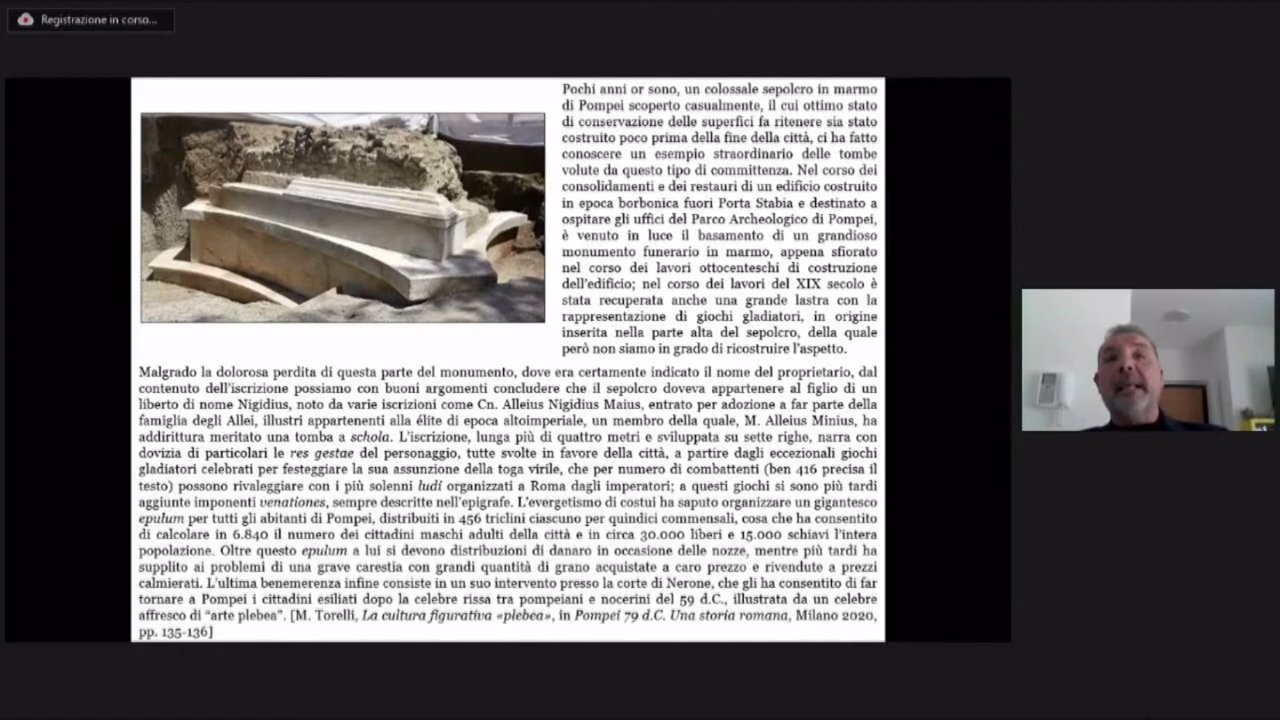 Registrazione in corso...
Pochi anni or sono, un colossale sepolcro in marmo
di Pompei scoperto casualmente, il cui ottimo stato
di conservazione delle superfici fa ritenere sia stato
costruito poco prima della fine della città, ci ha fatto
conoscere un esempio straordinario delle tombe
volute da questo tipo di committenza. Nel corso dei
consolidamenti e dei restauri di un edificio costruito
in epoca borbonica fuori Porta Stabia e destinato a
ospitare gli uffici del Parco Archeologico di Pompei,
è venuto in luce il basamento di un grandioso
monumento funerario in marmo, appena sfiorato
nel corso dei lavori ottocenteschi di costruzione
dell'edificio; nel corso dei lavori del XIX secolo è
stata recuperata anche una grande lastra con la
rappresentazione di giochi gladiatori, in origine
inserita nella parte alta del sepolcro, della quale
però non siamo in grado di ricostruire l'aspetto.
Malgrado la dolorosa perdita di questa parte del monumento, dove era certamente indicato il nome del proprietario, dal
contenuto dell'iscrizione possiamo con buoni argomenti concludere che il sepolcro doveva appartenere al figlio di un
liberto di nome Nigidius, noto da varie iscrizioni come Cn. Alleius Nigidius Maius, entrato per adozione a far parte della
famiglia degli Allei, illustri appartenenti alla élite di epoca altoimperiale, un membro della quale, M. Alleius Minius, ha
addirittura meritato una tomba a schola. L'iscrizione, lunga più di quattro metri e sviluppata su sette righe, narra con
dovizia di particolari le res gestae del personaggio, tutte svolte in favore della città, a partire dagli eccezionali giochi
gladiatori celebrati per festeggiare la sua assunzione della toga virile, che per numero di combattenti (ben 416 precisa il
testo) possono rivaleggiare con i più solenni ludi organizzati a Roma dagli imperatori; a questi giochi si sono più tardi
aggiunte imponenti venationes, sempre descritte nell'epigrafe. L'evergetismo di costui ha saputo organizzare un gigantesco
epulum per tutti gli abitanti di Pompei, distribuiti in 456 triclini ciascuno per quindici commensali, cosa che ha consentito
di calcolare in 6.840 il numero dei cittadini maschi adulti della città e in circa 30.000 liberi e 15.000 schiavi l'intera
popolazione. Oltre questo epulum a lui si devono distribuzioni di danaro in occasione delle nozze, mentre più tardi ha
supplito ai problemi di una grave carestia con grandi quantità di grano acquistate a caro prezzo e rivendute a prezzi
calmierati. L'ultima benemerenza infine consiste in un suo intervento presso la corte di Nerone, che gli ha consentito di far
tornare a Pompei i cittadini esiliati dopo la celebre rissa tra pompeiani e nocerini del 59 d.C., illustrata da un celebre
affresco di "arte plebea". [M. Torelli, La cultura figurativa «plebea», in Pompei 79 d.C. Una storia romana, Milano 2020,
pp. 135-136]